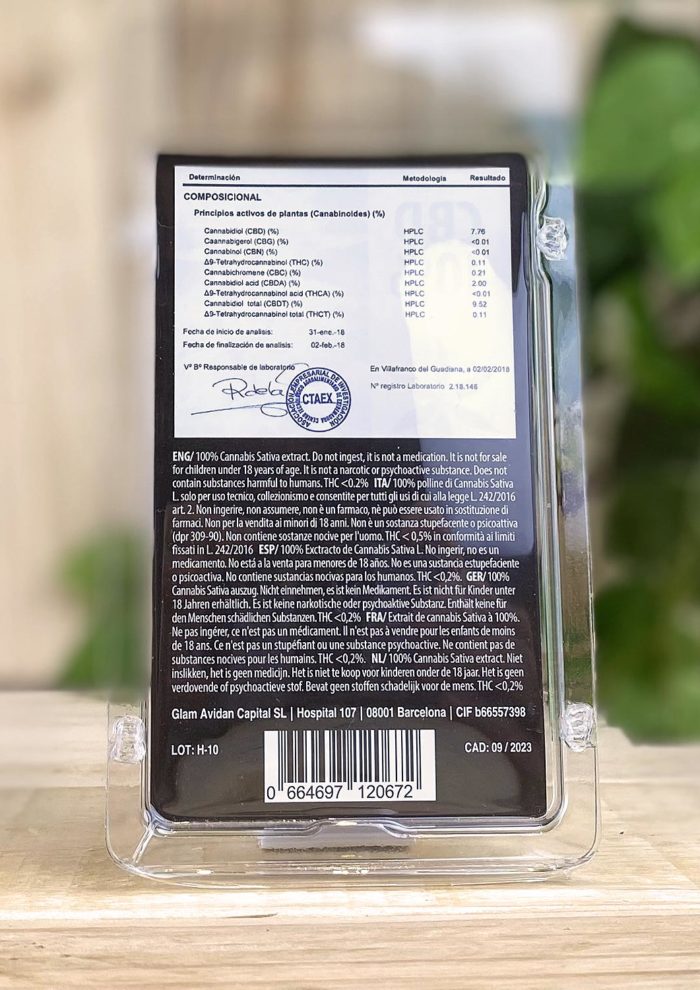 Determinación Metodologia Resultado
COMPOSICIONAL
Principios activos de plantas (Canabinoides) (%)
Cannabidiol (CBD) (%) HPLC 7.76
Caannabigerol (CBG) (%) HPLC <0.01
Cannabinol (CBN) (%) HPLC <0.01
Δ9-Tetrahydrocannabinol (THC) (%) HPLC 0.11
Cannabichromene (CBC) (%) HPLC 0.21
Cannabidiol acid (CBDA) (%) HPLC 2.00
Δ9-Tetrahydrocannabinol acid (THCA) (%) HPLC <0.01
Cannabidiol total (CBDT) (%) HPLC 9.52
Δ9-Tetrahydrocannabinol total (THCT) (%) HPLC 0.11
Fecha de inicio de analisis: 31-ene.-18
Fecha de finalización de analisis: 02-feb.-18
Vº Bº Responsable de laboratorio En Villafranco del Guadiana, a 02/02/2018
Nº registro Laboratorio 2.18.146
ASOCIACIÓN EMPRESARIAL DE INVESTIGACIÓN
CTAEX
ENG/ 100% Cannabis Sativa extract. Do not ingest, it is not a medication. It is not for sale
for children under 18 years of age. It is not a narcotic or psychoactive substance. Does not
contain substances harmful to humans. THC <0.2% ITA/ 100% polline di Cannabis Sativa
L. solo per uso tecnico, collezionismo e consentite per tutti gli usi di cui alla legge L. 242/2016
art. 2. Non ingerire, non assumere, non è un farmaco, nè può essere usato in sostituzione di
farmaci. Non per la vendita ai minori di 18 anni. Non è un sostanza stupefacente o psicoattiva
(dpr 309-90). Non contiene sostanze nocive per l'uomo. THC < 0,5% in conformità ai limiti
fissati in L. 242/2016 ESP/ 100% Exctracto de Cannabis Sativa L. No ingerir, no es un
medicamento. No está a la venta para menores de 18 años. No es una sustancia estupefaciente
o psicoactiva. No contiene sustancias nocivas para los humanos. THC <0,2%. GER/ 100%
Cannabis Sativa auszug. Nicht einnehmen, es ist kein Medikament. Es ist nicht für Kinder unter
18 Jahren erhältlich. Es ist keine narkotische oder psychoaktive Substanz. Enthält keine für
den Menschen schädlichen Substanzen. THC <0,2% FRA/ Extrait de cannabis Sativa à 100%.
Ne pas ingérer, ce n'est pas un médicament. Il n'est pas à vendre pour les enfants de moins
de 18 ans. Ce n'est pas un stupéfiant ou une substance psychoactive. Ne contient pas de
substances nocives pour les humains. THC <0,2%. NL/ 100% Cannabis Sativa extract. Niet
inslikken, het is geen medicijn. Het is niet te koop voor kinderen onder de 18 jaar. Het is geen
verdovende of psychoactieve stof. Bevat geen stoffen schadelijk voor de mens. THC <0,2%
Glam Avidan Capital SL | Hospital 107 | 08001 Barcelona | CIF b66557398
LOT: H-10 CAD: 09 / 2023
0 664697 120672